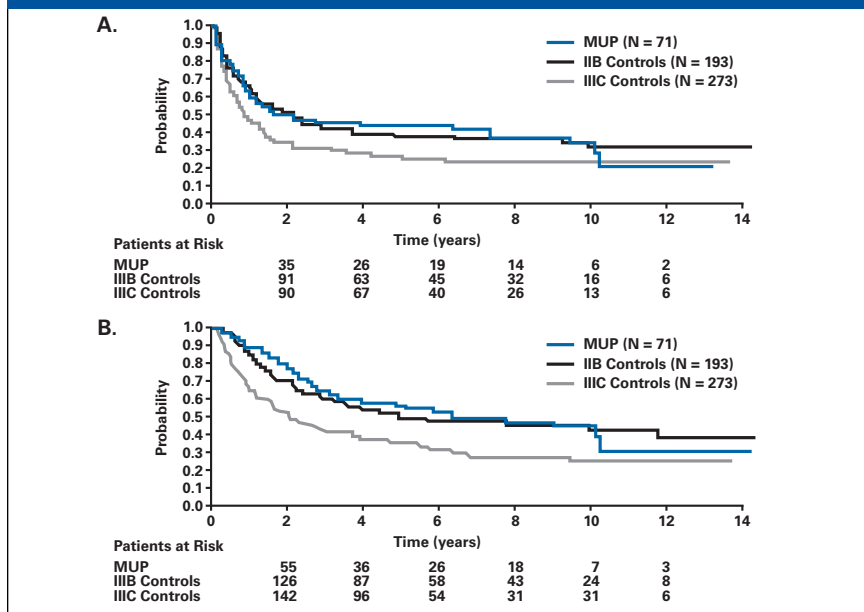 A.
1.0
0.9
0.8
0.7
0.6
0.5
0.4
0.3
0.2
0.1
0.0
Probability
MUP (N = 71)
IIB Controls (N = 193)
IIIC Controls (N = 273)
0 2 4 6 8 10 12 14
Time (years)
Patients at Risk
MUP 35 26 19 14 6 2
IIIB Controls 91 63 45 32 16 6
IIIC Controls 90 67 40 26 13 6
B.
1.0
0.9
0.8
0.7
0.6
0.5
0.4
0.3
0.2
0.1
0.0
Probability
MUP (N = 71)
IIB Controls (N = 193)
IIIC Controls (N = 273)
0 2 4 6 8 10 12 14
Time (years)
Patients at Risk
MUP 55 36 26 18 7 3
IIIB Controls 126 87 58 43 24 8
IIIC Controls 142 96 54 31 31 6